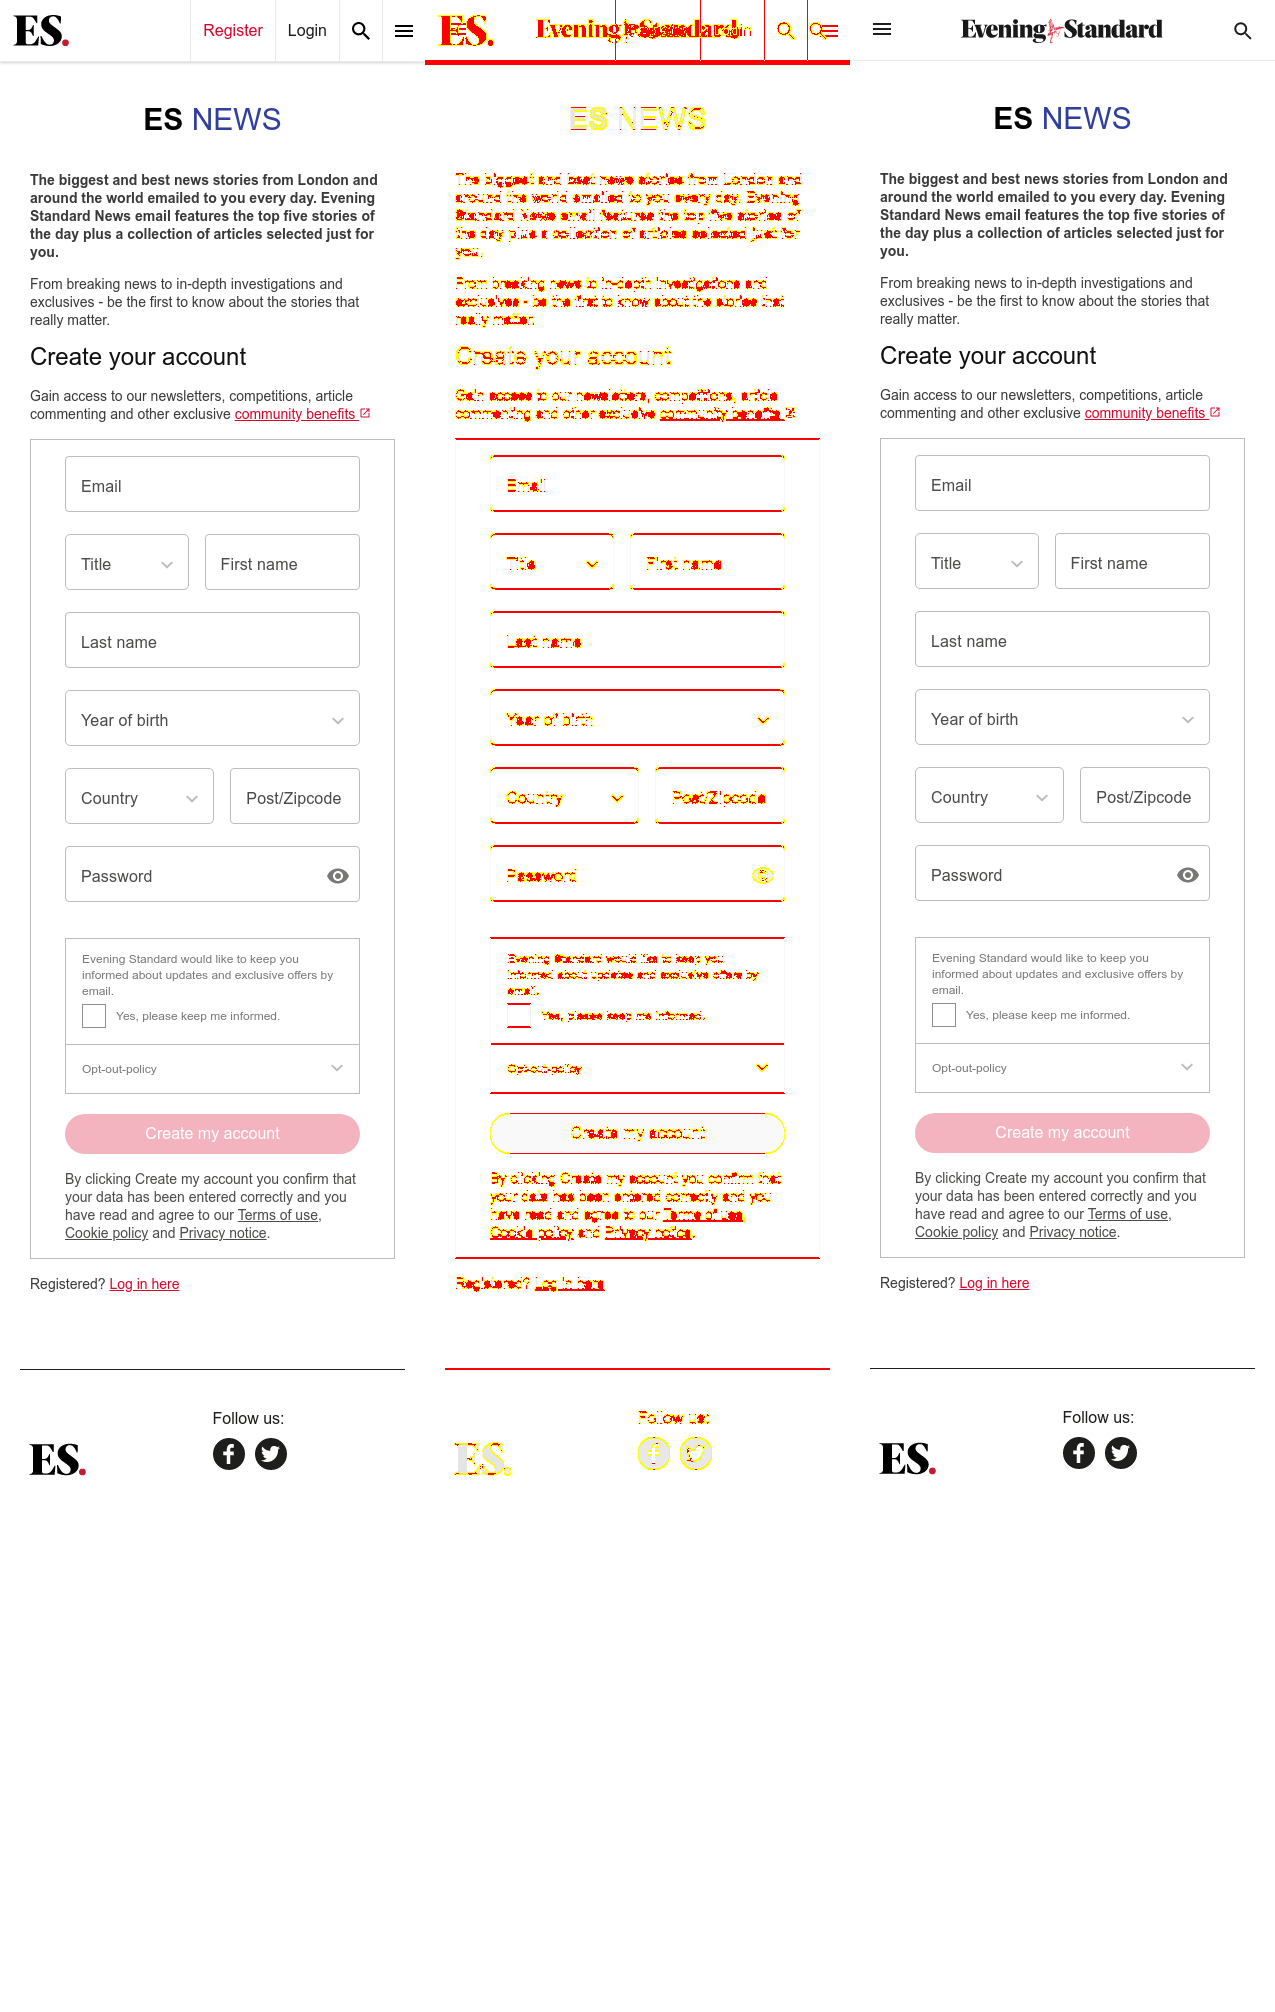 ES.
Register
Login
ES NEWS
The biggest and best news stories from London and
around the world emailed to you every day. Evening
Standard News email features the top five stories of
the day plus a collection of articles selected just for
you.
From breaking news to in-depth investigations and
exclusives - be the first to know about the stories that
really matter.
Create your account
Gain access to our newsletters, competitions, article
commenting and other exclusive community benefits
Email
Title
First name
Last name
Year of birth
Country
Post/Zipcode
Password
Evening Standard would like to keep you
informed about updates and exclusive offers by
email.
Yes, please keep me informed.
Opt-out-policy
Create my account
By clicking Create my account you confirm that
your data has been entered correctly and you
have read and agree to our Terms of use,
Cookie policy and Privacy notice.
Registered? Log in here
Follow us:
ES.
ES.
Evening Standard
Login
ES NEWS
The biggest and best news stories from London and
around the world emailed to you every day. Evening
Standard News email features the top five stories of
the day plus a collection of articles selected just for
you.
From breaking news to in-depth investigations and
exclusives - be the first to know about the stories that
really matter.
Create your account
Gain access to our newsletters, competitions, article
commenting and other exclusive community benefits
Email
Title
First name
Last name
Year of birth
Country
Post/Zipcode
Password
Evening Standard would like to keep you
informed about updates and exclusive offers by
email.
Yes, please keep me informed.
Opt-out-policy
Create my account
By clicking Create my account you confirm that
your data has been entered correctly and you
have read and agree to our Terms of use,
Cookie policy and Privacy notice.
Registered? Log in here
Follow us:
ES.
Evening Standard
ES NEWS
The biggest and best news stories from London and
around the world emailed to you every day. Evening
Standard News email features the top five stories of
the day plus a collection of articles selected just for
you.
From breaking news to in-depth investigations and
exclusives - be the first to know about the stories that
really matter.
Create your account
Gain access to our newsletters, competitions, article
commenting and other exclusive community benefits
Email
Title
First name
Last name
Year of birth
Country
Post/Zipcode
Password
Evening Standard would like to keep you
informed about updates and exclusive offers by
email.
Yes, please keep me informed.
Opt-out-policy
Create my account
By clicking Create my account you confirm that
your data has been entered correctly and you
have read and agree to our Terms of use,
Cookie policy and Privacy notice.
Registered? Log in here
Follow us:
ES.